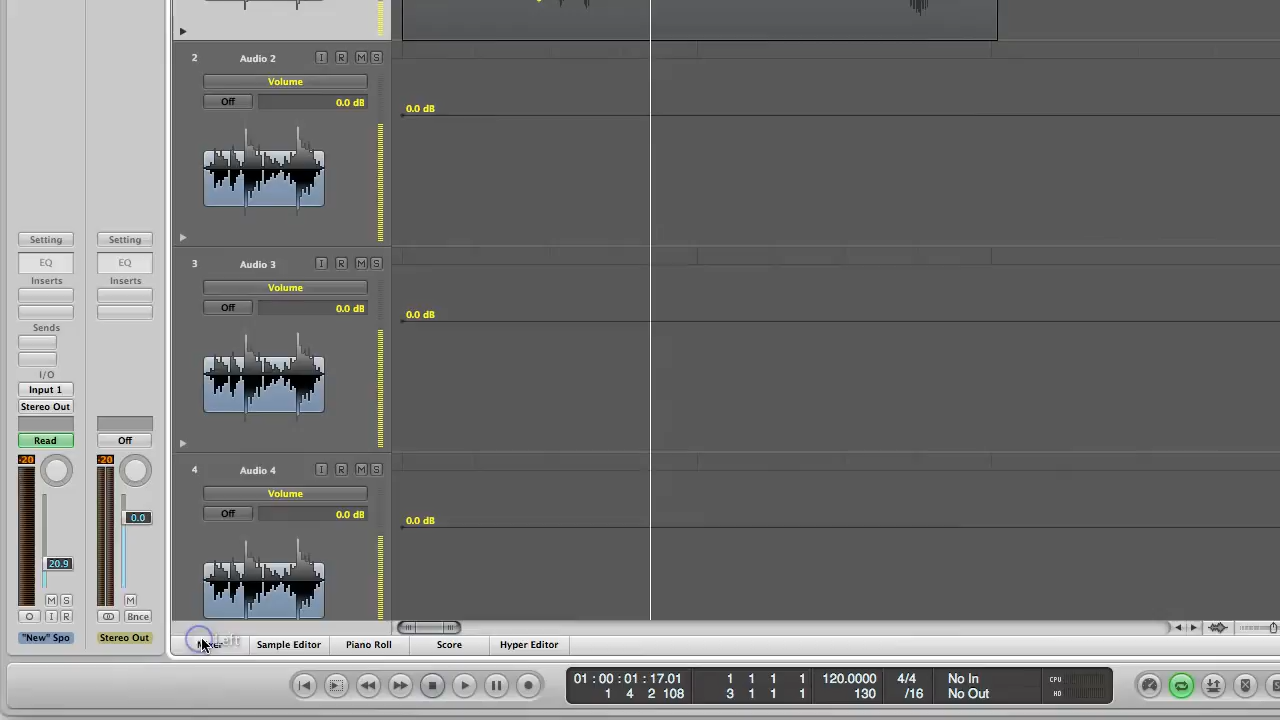 2 Audio 2 I R M S
Volume
Off 0.0 dB
0.0 dB
Setting Setting
EQ EQ
Inserts Inserts
3 Audio 3 I R M S
Volume
Off 0.0 dB
0.0 dB
Sends
I/O
Input 1
Stereo Out
Read Off
-20 -20
4 Audio 4 I R M S
Volume
Off 0.0 dB
0.0 dB
0.0
20.9
M S M
I R Bnce
"New" Spo Stereo Out
Left
Mixer Sample Editor Piano Roll Score Hyper Editor
01:00:01:17.01 1 1 1 1 120.0000 4/4 No In CPU
1 4 2 108 3 1 1 1 130 /16 No Out HD